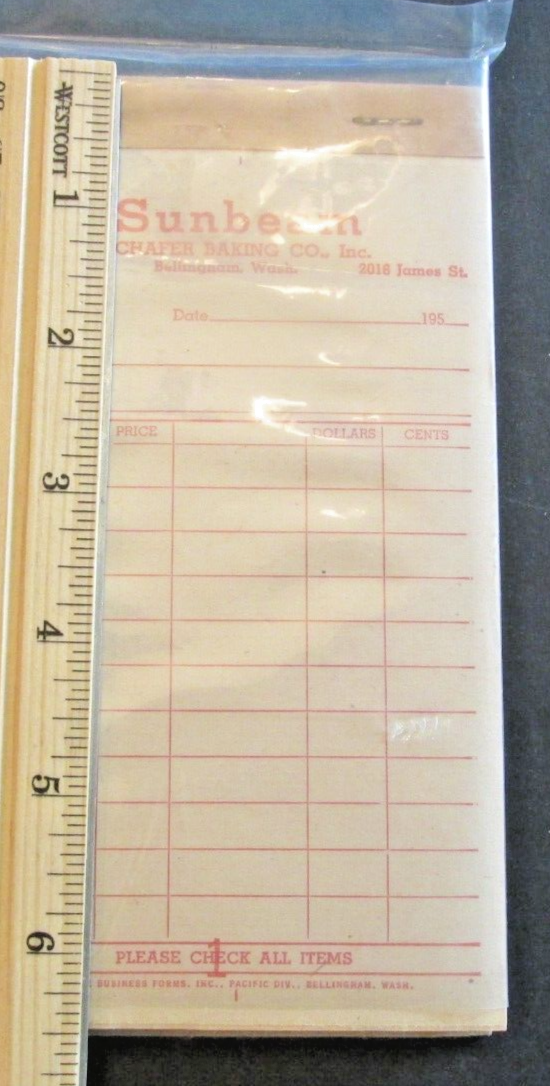 WESTCOTT
1
2
3
4
5
6
Sunbeam
CHAFER BAKING CO., Inc.
Bellingham, Wash. 2016 James St.
Date 195
PRICE DOLLARS CENTS
PLEASE CHECK ALL ITEMS
1
BUSINESS FORMS, INC., PACIFIC DIV., BELLINGHAM, WASH.